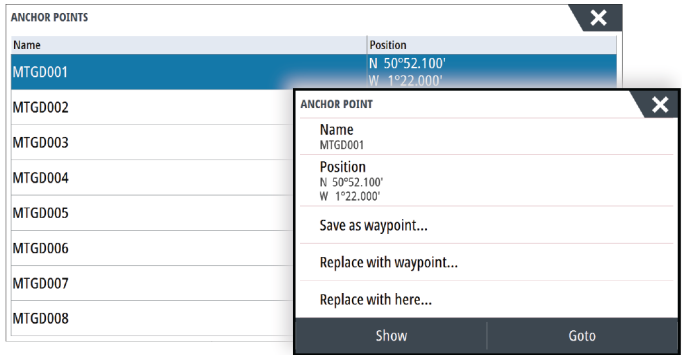 ANCHOR POINTS
Name Position
MTGD001 N 50°52.100'
W 1°22.000'
MTGD002
MTGD003
MTGD004
MTGD005
MTGD006
MTGD007
MTGD008
ANCHOR POINT
Name
MTGD001
Position
N 50°52.100'
W 1°22.000'
Save as waypoint...
Replace with waypoint...
Replace with here...
Show Goto